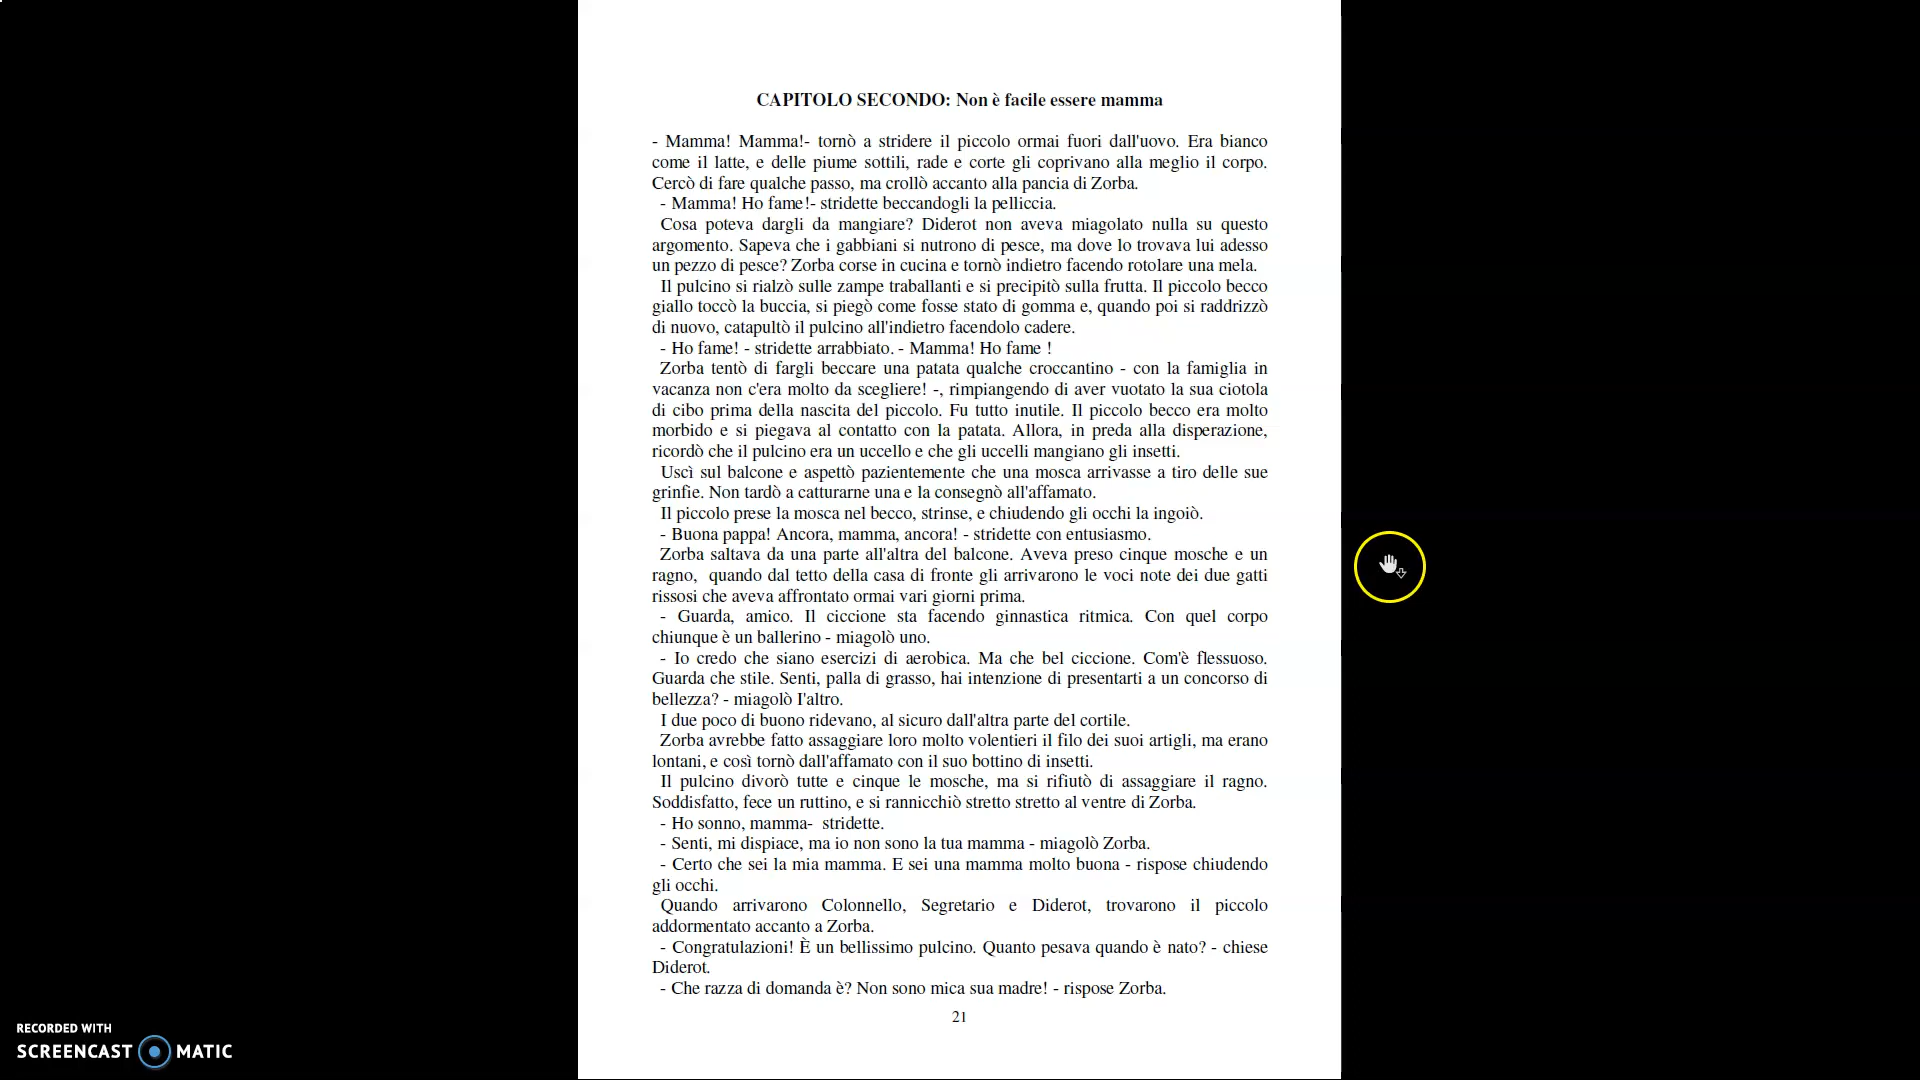 CAPITOLO SECONDO: Non è facile essere mamma
- Mamma! Mamma!- tornò a stridere il piccolo ormai fuori dall'uovo. Era bianco
come il latte, e delle piume sottili, rade e corte gli coprivano alla meglio il corpo.
Cercò di fare qualche passo, ma crollò accanto alla pancia di Zorba.
- Mamma! Ho fame!- stridette beccandogli la pelliccia.
Cosa poteva dargli da mangiare? Diderot non aveva miagolato nulla su questo
argomento. Sapeva che i gabbiani si nutrono di pesce, ma dove lo trovava lui adesso
un pezzo di pesce? Zorba corse in cucina e tornò indietro facendo rotolare una mela.
Il pulcino si rialzò sulle zampe traballanti e si precipitò sulla frutta. Il piccolo becco
giallo toccò la buccia, si piegò come fosse stato di gomma e, quando poi si raddrizzò
di nuovo, catapultò il pulcino all'indietro facendolo cadere.
- Ho fame! - stridette arrabbiato. - Mamma! Ho fame !
Zorba tentò di fargli beccare una patata qualche croccantino - con la famiglia in
vacanza non c'era molto da scegliere! -, rimpiangendo di aver vuotato la sua ciotola
di cibo prima della nascita del piccolo. Fu tutto inutile. Il piccolo becco era molto
morbido e si piegava al contatto con la patata. Allora, in preda alla disperazione,
ricordò che il pulcino era un uccello e che gli uccelli mangiano gli insetti.
Uscì sul balcone e aspettò pazientemente che una mosca arrivasse a tiro delle sue
grinfie. Non tardò a catturarne una e la consegnò all'affamato.
Il piccolo prese la mosca nel becco, strinse, e chiudendo gli occhi la ingoiò.
- Buona pappa! Ancora, mamma, ancora! - stridette con entusiasmo.
Zorba saltava da una parte all'altra del balcone. Aveva preso cinque mosche e un
ragno, quando dal tetto della casa di fronte gli arrivarono le voci note dei due gatti
rissosi che aveva affrontato ormai vari giorni prima.
- Guarda, amico. Il ciccione sta facendo ginnastica ritmica. Con quel corpo
chiunque è un ballerino - miagolò uno.
- Io credo che siano esercizi di aerobica. Ma che bel ciccione. Com'è flessuoso.
Guarda che stile. Senti, palla di grasso, hai intenzione di presentarti a un concorso di
bellezza? - miagolò I'altro.
I due poco di buono ridevano, al sicuro dall'altra parte del cortile.
Zorba avrebbe fatto assaggiare loro molto volentieri il filo dei suoi artigli, ma erano
lontani, e così tornò dall'affamato con il suo bottino di insetti.
Il pulcino divorò tutte e cinque le mosche, ma si rifiutò di assaggiare il ragno.
Soddisfatto, fece un ruttino, e si rannicchiò stretto stretto al ventre di Zorba.
- Ho sonno, mamma- stridette.
- Senti, mi dispiace, ma io non sono la tua mamma - miagolò Zorba.
- Certo che sei la mia mamma. E sei una mamma molto buona - rispose chiudendo
gli occhi.
Quando arrivarono Colonnello, Segretario e Diderot, trovarono il piccolo
addormentato accanto a Zorba.
- Congratulazioni! È un bellissimo pulcino. Quanto pesava quando è nato? - chiese
Diderot.
- Che razza di domanda è? Non sono mica sua madre! - rispose Zorba.
21
RECORDED WITH
SCREENCAST MATIC